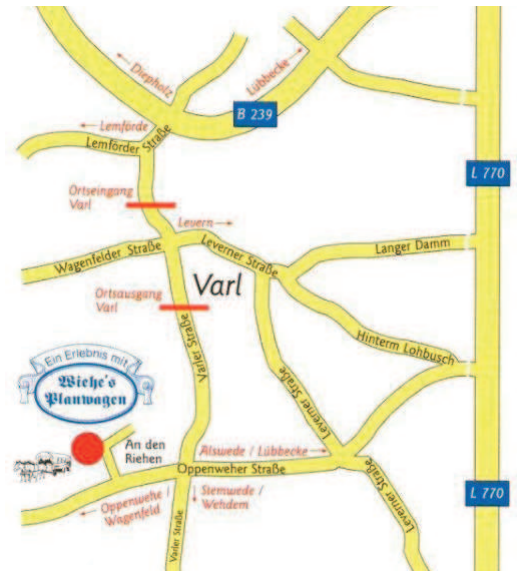 Diepholz
Lübbecke
B 239
Lemförde
Lemförder Straße
L 770
Ortseingang
Varl
Levern
Wagenfelder Straße
Leverner Straße
Langer Damm
Ortsausgang
Varl
Varl
Varler Straße
Hinterm Lohbusch
Ein Erlebnis mit
Wiehe's
Planwagen
Leverner Straße
An den
Riehen
Alswede / Lübbecke
Oppenweher Straße
Leverner Straße
Oppenwehe /
Wagenfeld
Stemwede /
Wehdem
L 770
Varler Straße